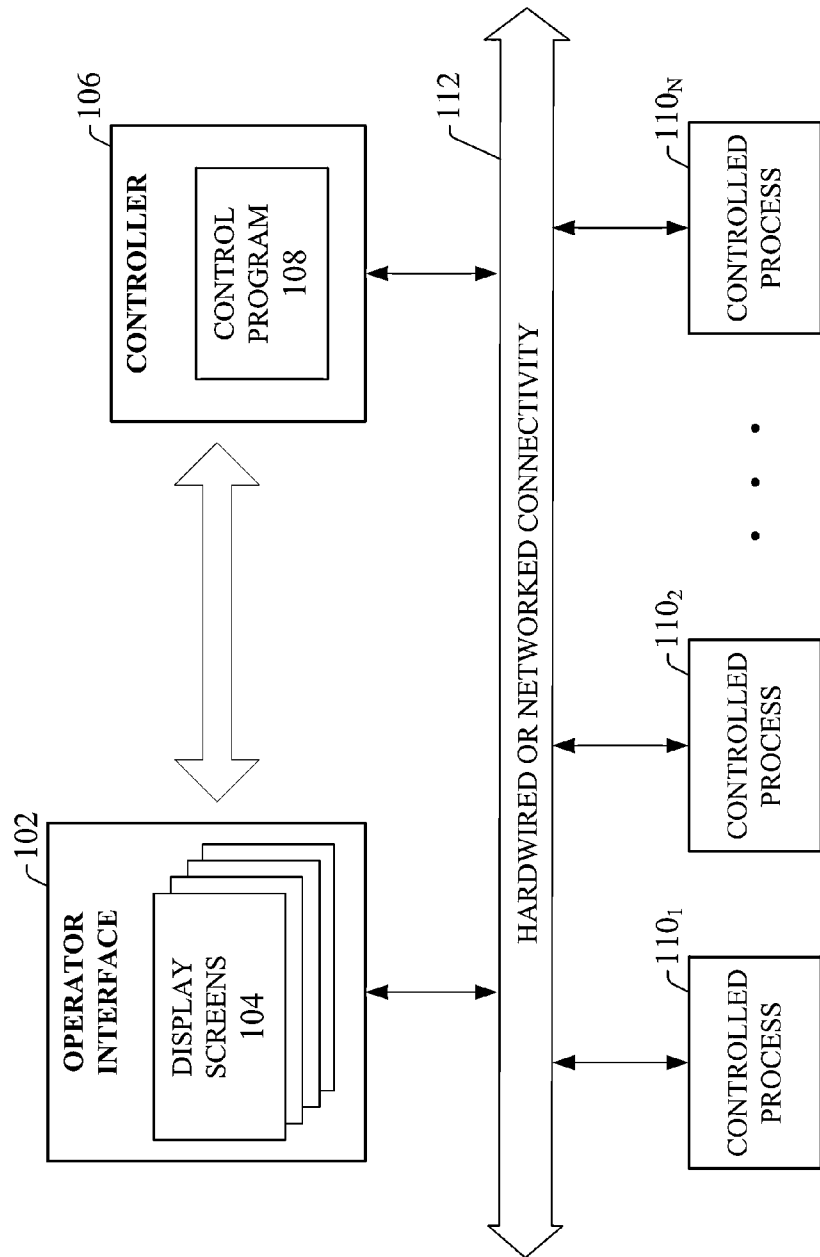 102
OPERATOR
INTERFACE
DISPLAY
SCREENS
104
106
CONTROLLER
CONTROL
PROGRAM
108
112
HARDWIRED OR NETWORKED CONNECTIVITY
110₁
CONTROLLED
PROCESS
110₂
CONTROLLED
PROCESS
110_N
CONTROLLED
PROCESS